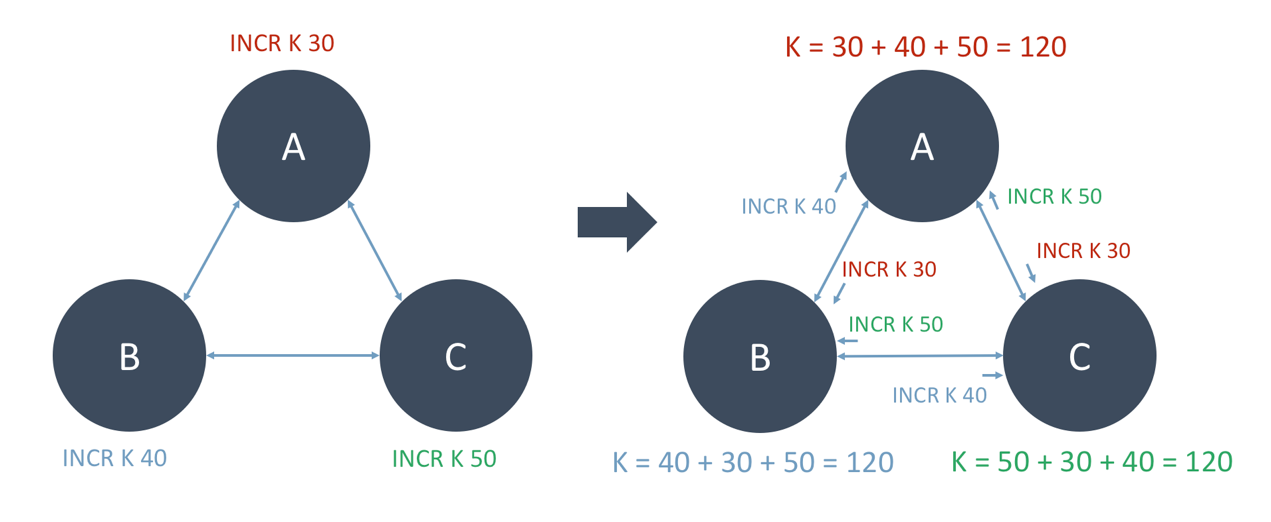 INCR K 30
A
B
C
INCR K 40
INCR K 50
K = 30 + 40 + 50 = 120
A
INCR K 40
INCR K 50
INCR K 30
INCR K 30
INCR K 50
B
C
INCR K 40
K = 40 + 30 + 50 = 120
K = 50 + 30 + 40 = 120